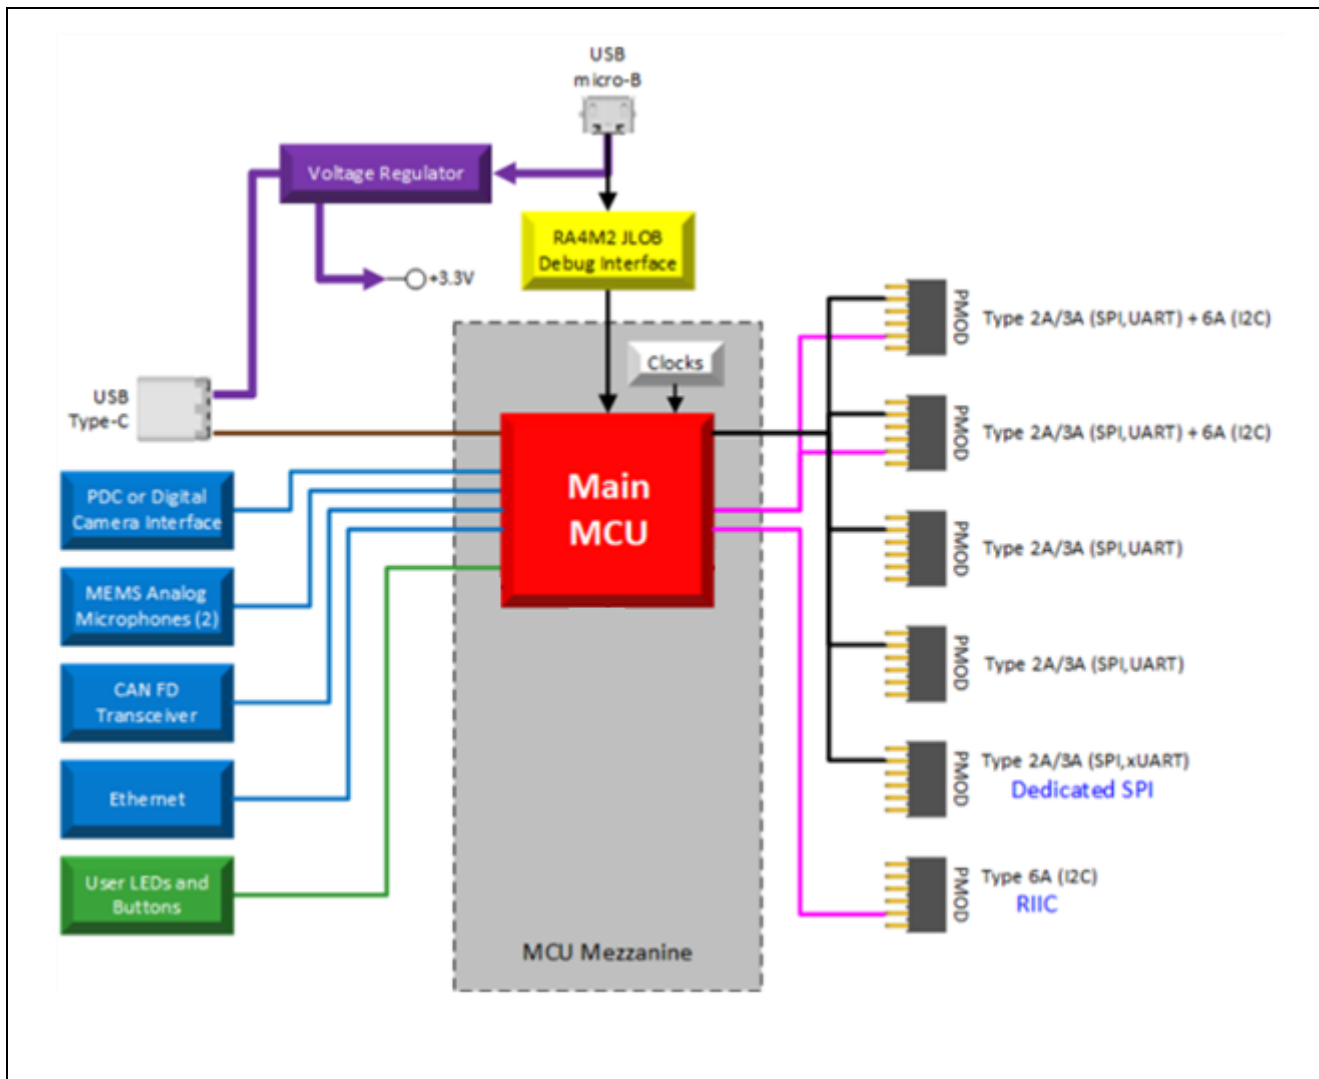 USB
micro-B
Voltage Regulator
RA4M2 JLOB
Debug Interface
+3.3V
Clocks
USB
Type-C
Main
MCU
PDC or Digital
Camera Interface
MEMS Analog
Microphones (2)
CAN FD
Transceiver
Ethernet
User LEDs and
Buttons
MCU Mezzanine
PMOD
Type 2A/3A (SPI,UART) + 6A (I2C)
PMOD
Type 2A/3A (SPI,UART) + 6A (I2C)
PMOD
Type 2A/3A (SPI,UART)
PMOD
Type 2A/3A (SPI,UART)
PMOD
Type 2A/3A (SPI,xUART)
Dedicated SPI
PMOD
Type 6A (I2C)
RIIC